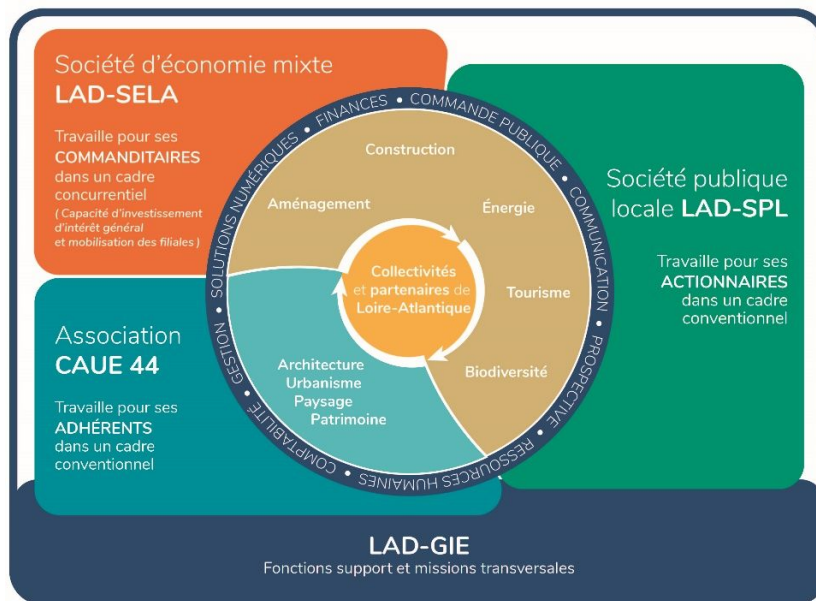 Société d'économie mixte
LAD-SELA
Travaille pour ses
COMMANDITAIRES
dans un cadre
concurrentiel
( Capacité d'investissement
d'intérêt général
et mobilisation des filiales )
Société publique
locale LAD-SPL
Travaille pour ses
ACTIONNAIRES
dans un cadre
conventionnel
Association
CAUE 44
Travaille pour ses
ADHÉRENTS
dans un cadre
conventionnel
COMPTABILITÉ • GESTION • SOLUTIONS NUMÉRIQUES • FINANCES • COMMANDE PUBLIQUE • COMMUNICATION • PROSPECTIVE • RESSOURCES HUMAINES •
Construction
Aménagement
Énergie
Tourisme
Biodiversité
Collectivités
et partenaires de
Loire-Atlantique
Architecture
Urbanisme
Paysage
Patrimoine
LAD-GIE
Fonctions support et missions transversales